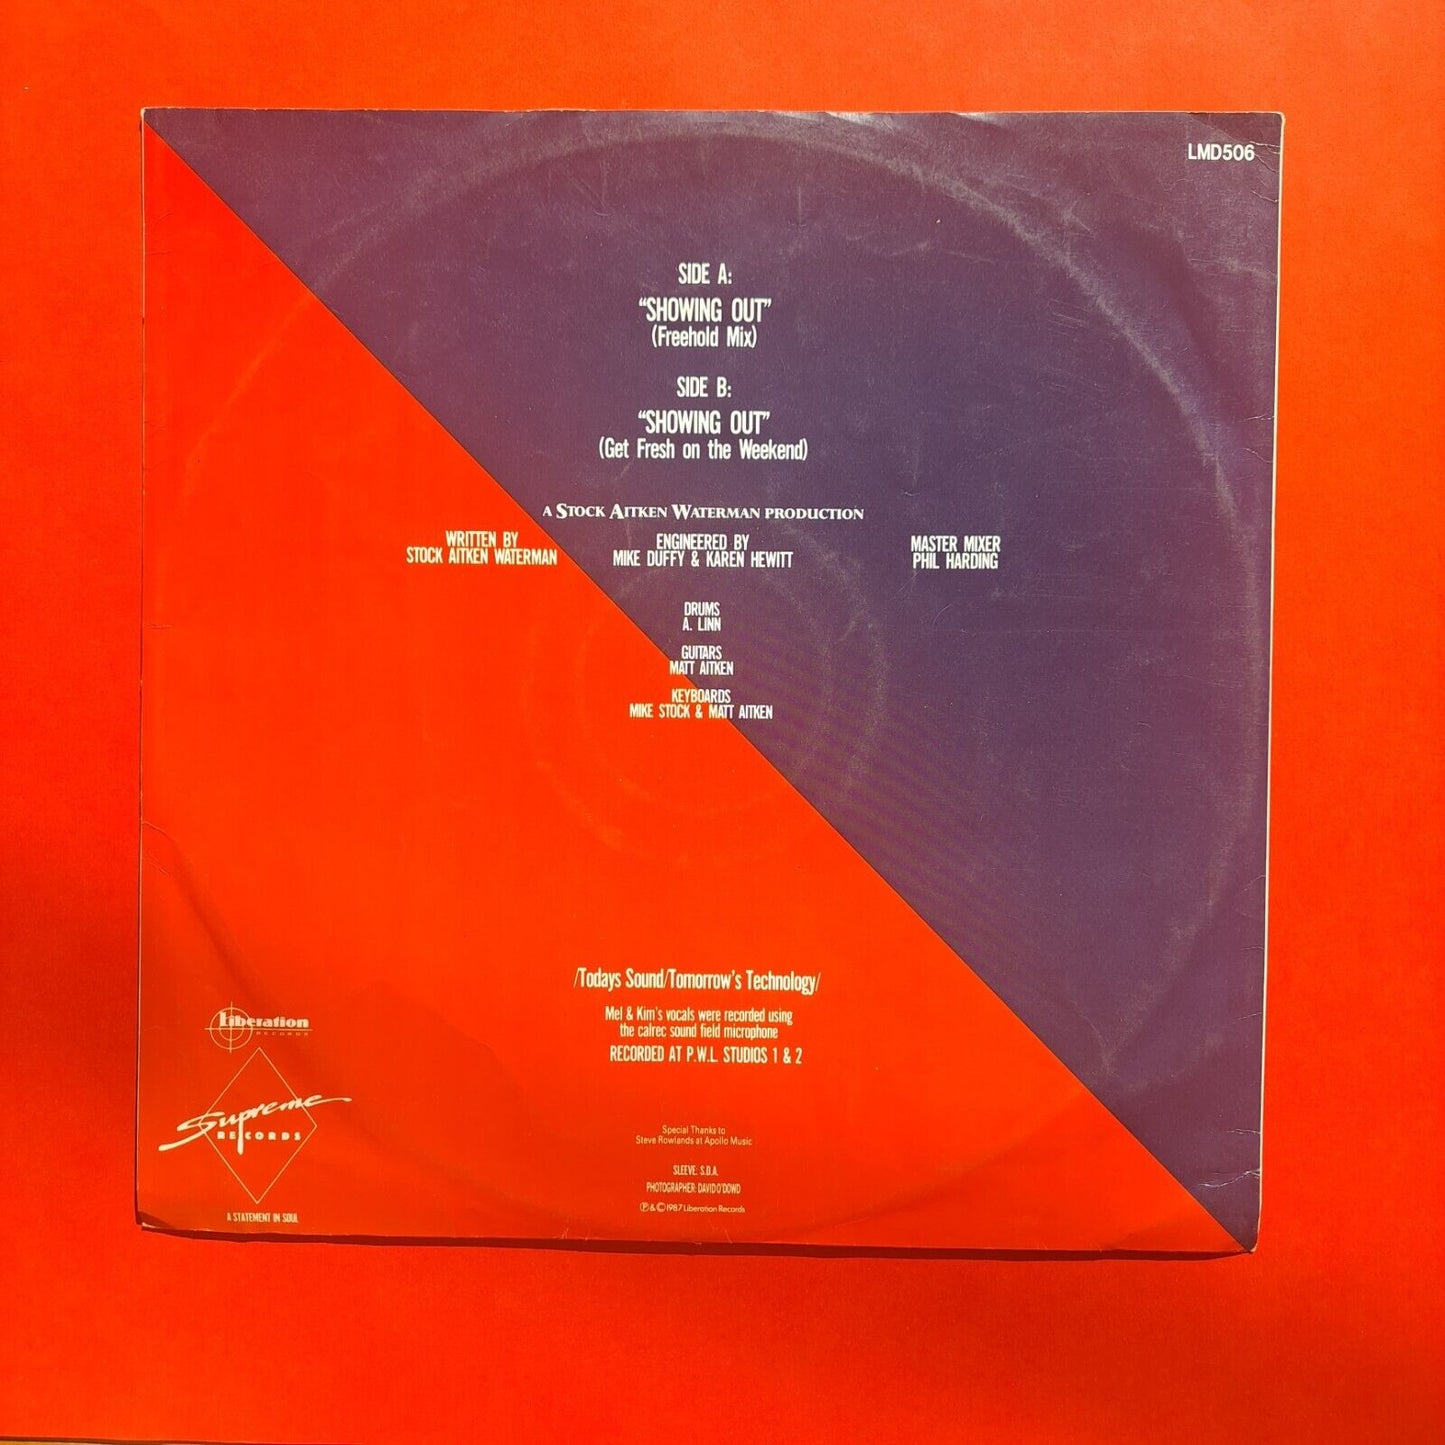 LMD506
SIDE A:
“SHOWING OUT”
(Freehold Mix)
SIDE B:
“SHOWING OUT”
(Get Fresh on the Weekend)
A STOCK AITKEN WATERMAN PRODUCTION
WRITTEN BY
STOCK AITKEN WATERMAN
ENGINEERED BY
MIKE DUFFY & KAREN HEWITT
MASTER MIXER
PHIL HARDING
DRUMS
A. LINN
GUITARS
MATT AITKEN
KEYBOARDS
MIKE STOCK & MATT AITKEN
/Todays Sound/Tomorrow's Technology/
Mel & Kim's vocals were recorded using
the calrec sound field microphone
RECORDED AT P.W.L. STUDIOS 1 & 2
Liberation
RECORDS
Supreme
RECORDS
A STATEMENT IN SOUL
Special Thanks to
Steve Rowlands at Apollo Music
SLEEVE: S.D.A.
PHOTOGRAPHER: DAVID O'DOWD
℗&©1987 Liberation Records